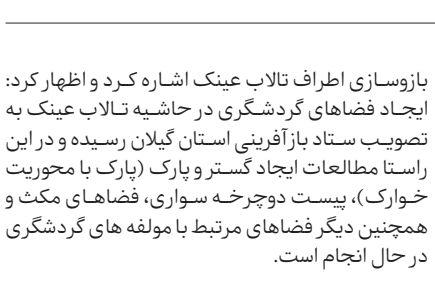 بازوسازی اطراف تالاب عینک اشاره کرد و اظهار کرد:
ایجاد فضاهای گردشگری در حاشیه تالاب عینک به
تصویب ستاد بازآفرینی استان گیلان رسیده و در این
راستا مطالعات ایجاد گستر و پارک (پارک با محوریت
خوارک)، پیست دوچرخه سواری، فضاهای مکث و
همچنین دیگر فضاهای مرتبط با مولفه های گردشگری
در حال انجام است.